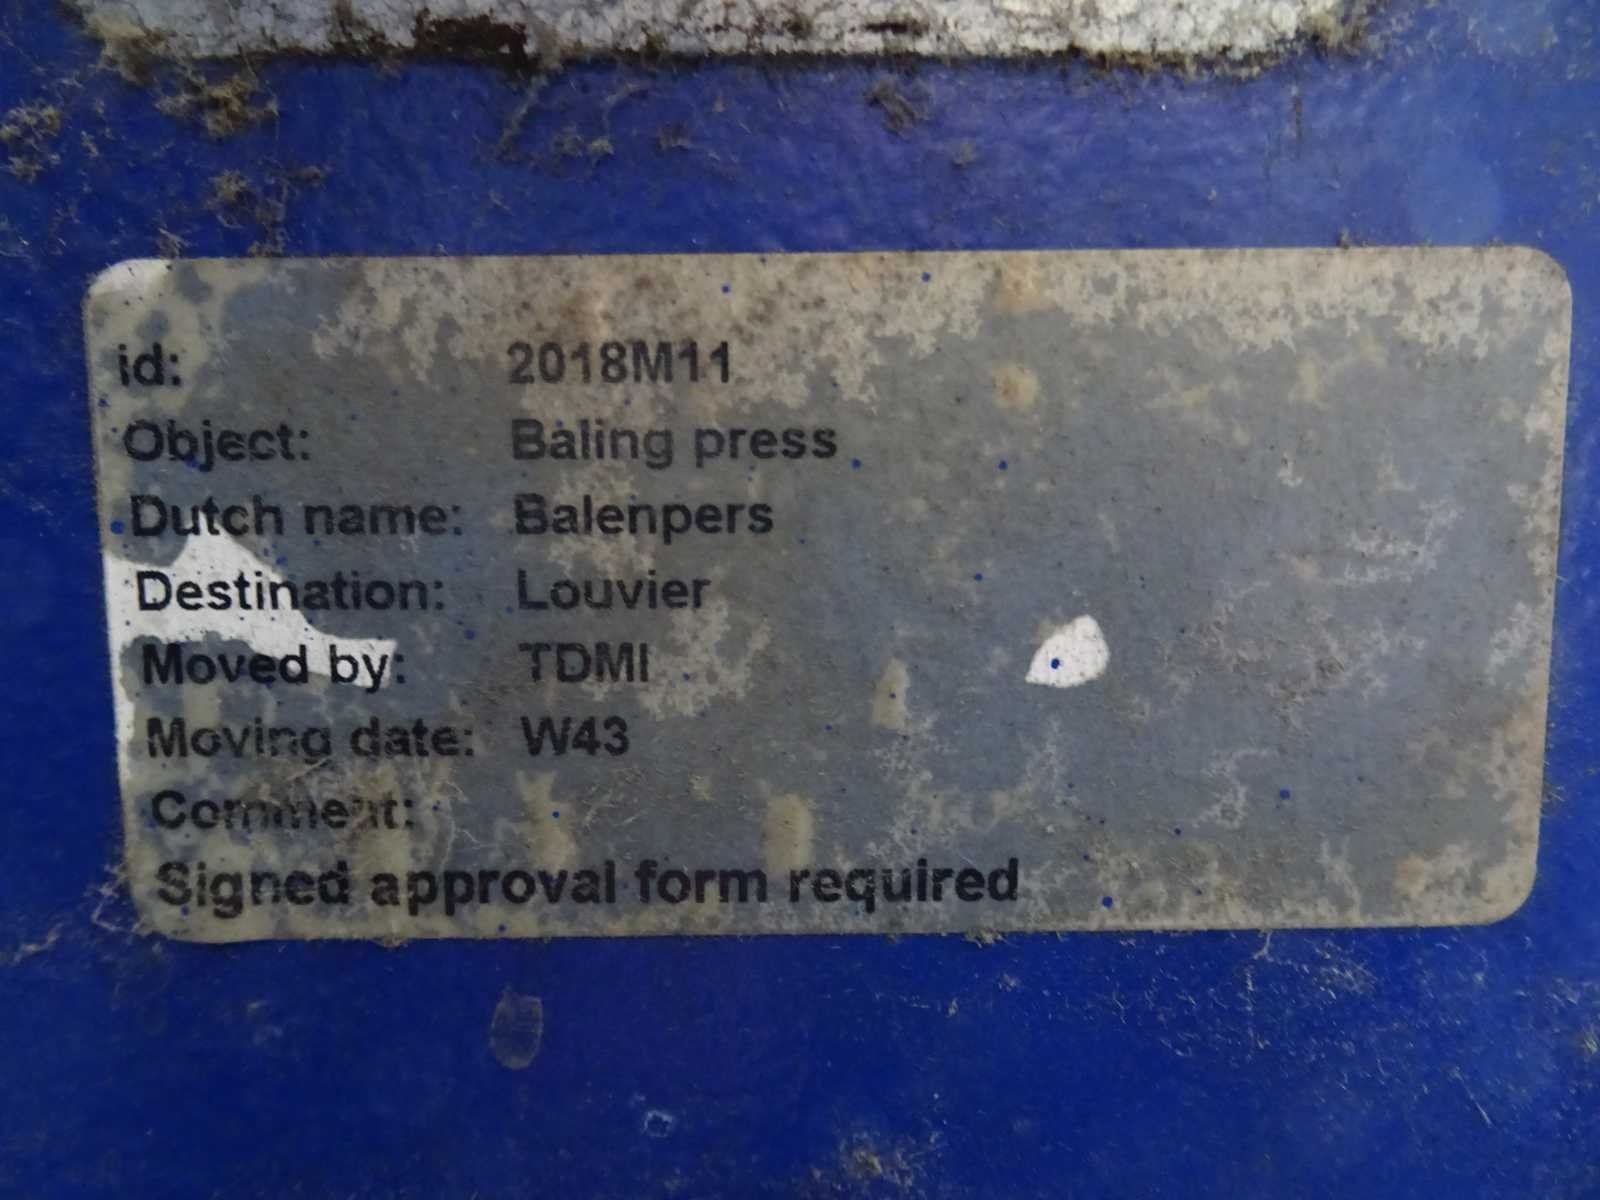 id: 2018M11
Object: Baling press
Dutch name: Balenpers
Destination: Louvier
Moved by: TDMI
Moving date: W43
Comment:
Signed approval form required